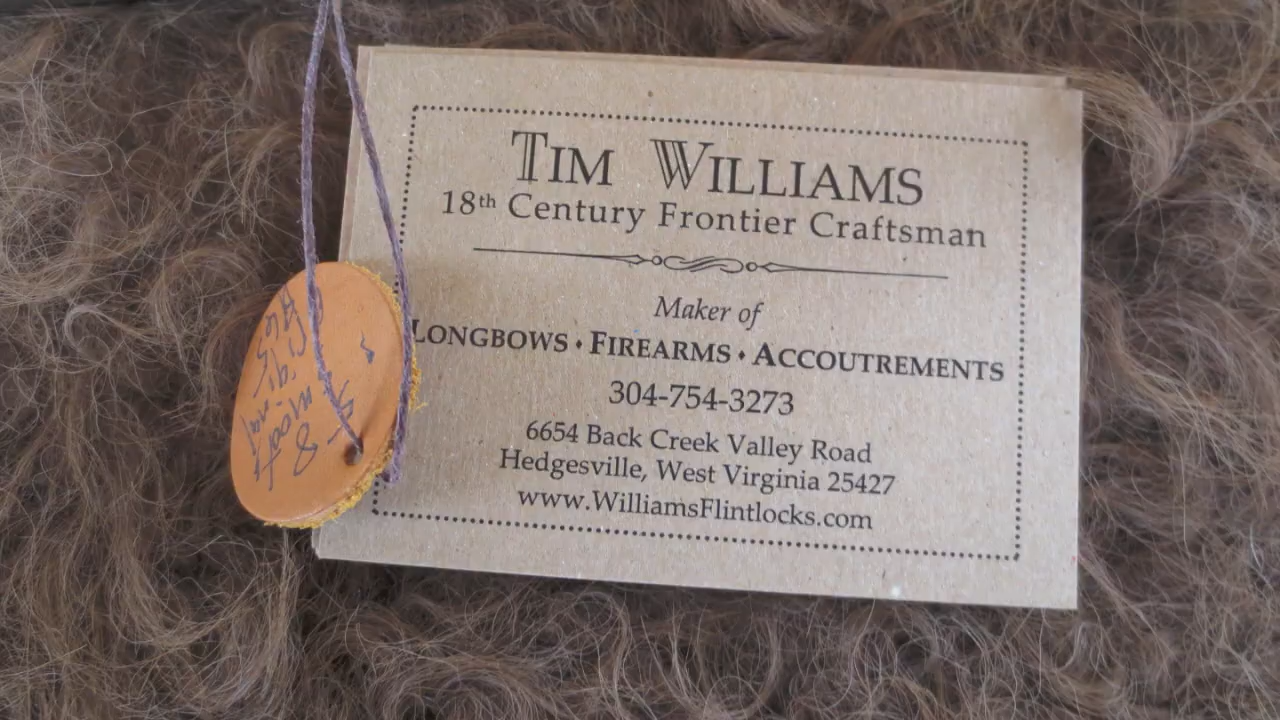 TIM WILLIAMS
18th Century Frontier Craftsman
Maker of
LONGBOWS • FIREARMS • ACCOUTREMENTS
304-754-3273
6654 Back Creek Valley Road
Hedgesville, West Virginia 25427
www.WilliamsFlintlocks.com